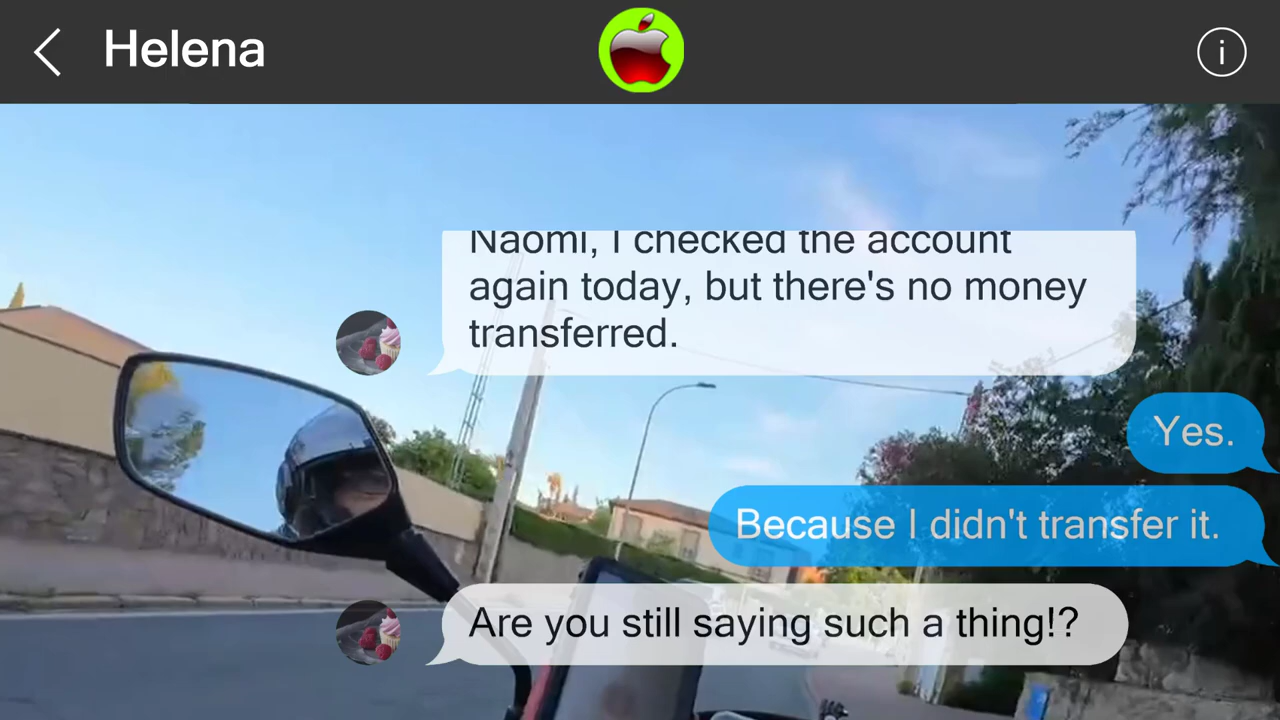 Helena
i
Naomi, I checked the account
again today, but there's no money
transferred.
Yes.
Because I didn't transfer it.
Are you still saying such a thing!?